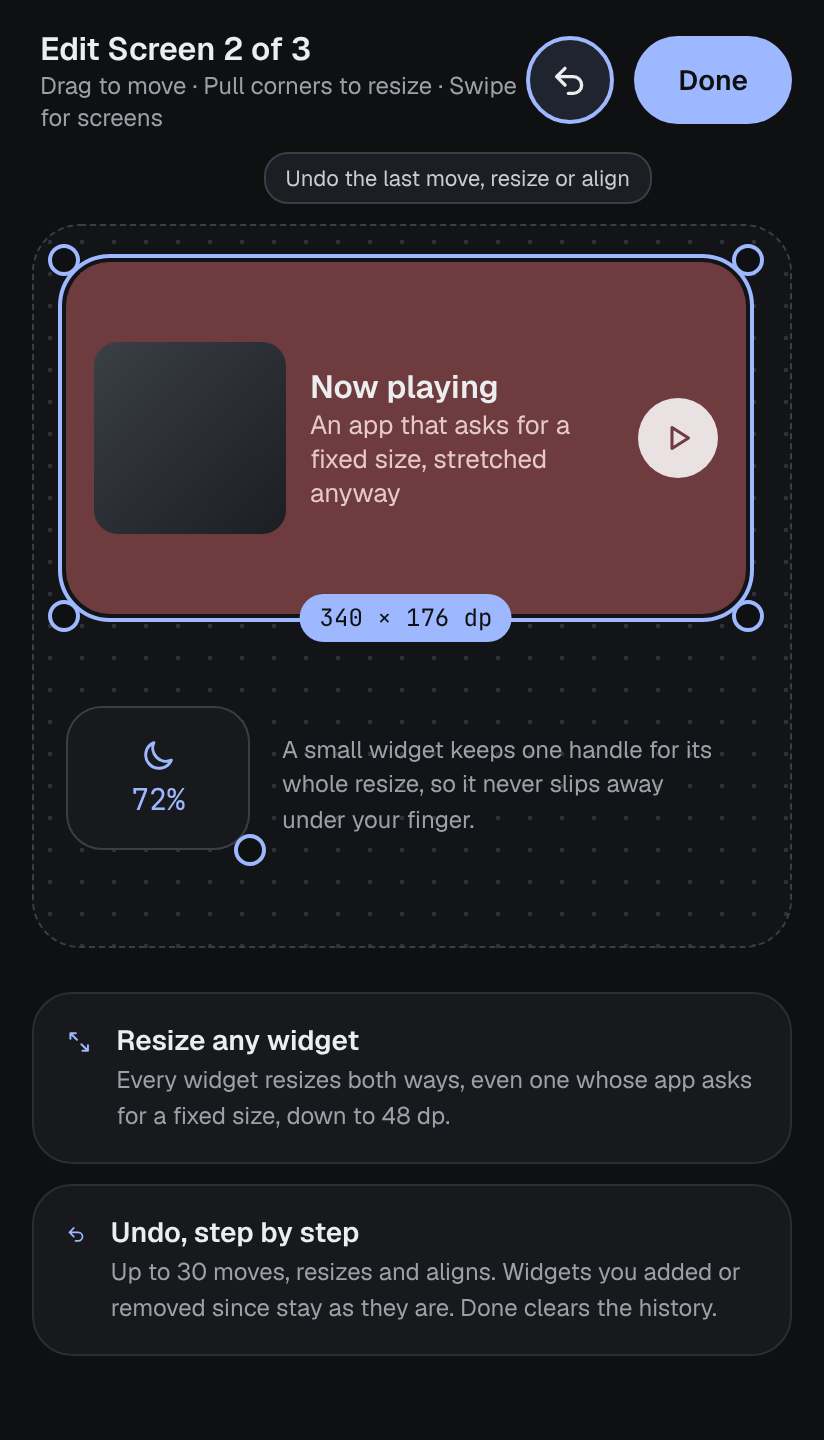 Edit Screen 2 of 3
Drag to move · Pull corners to resize · Swipe
for screens
Done
Undo the last move, resize or align
Now playing
An app that asks for a
fixed size, stretched
anyway
340 × 176 dp
72%
A small widget keeps one handle for its
whole resize, so it never slips away
under your finger.
Resize any widget
Every widget resizes both ways, even one whose app asks
for a fixed size, down to 48 dp.
Undo, step by step
Up to 30 moves, resizes and aligns. Widgets you added or
removed since stay as they are. Done clears the history.